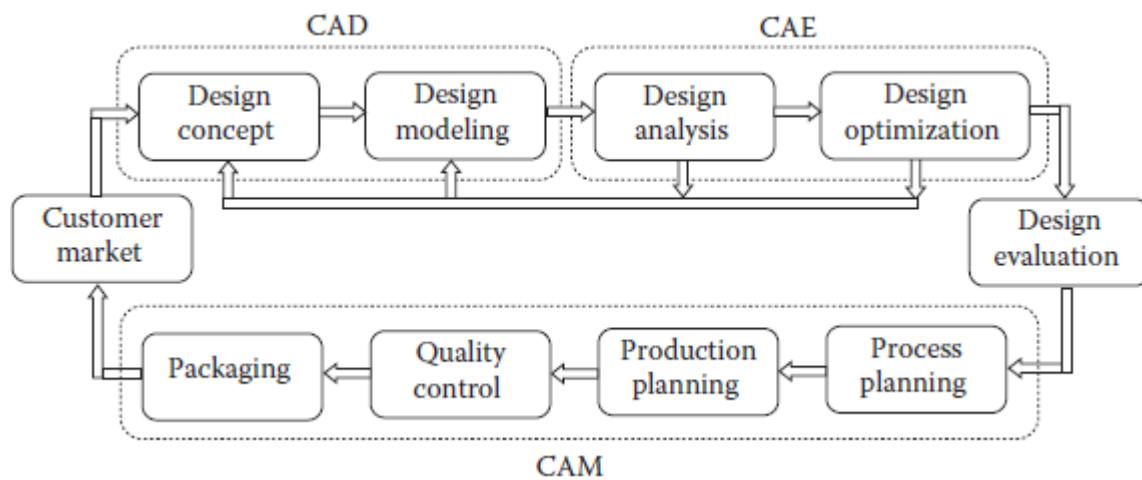 CAD
CAE
Design
concept
Design
modeling
Design
analysis
Design
optimization
Customer
market
Design
evaluation
Packaging
Quality
control
Production
planning
Process
planning
CAM